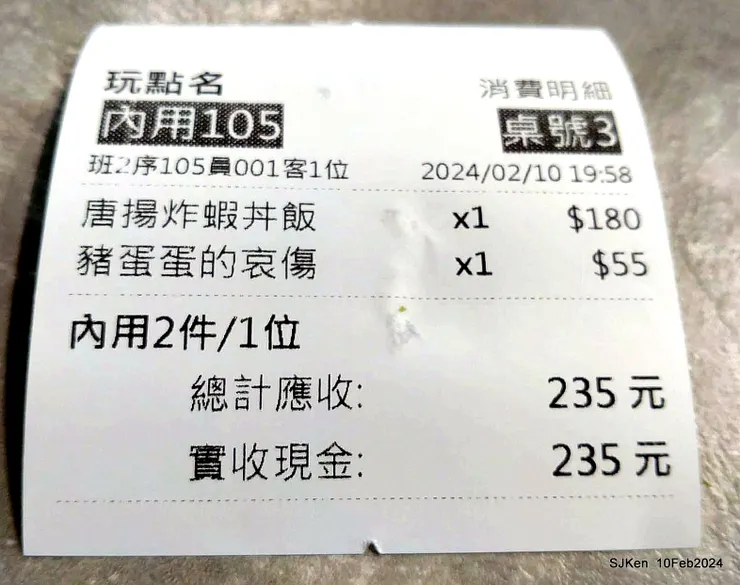 玩點名 消費明細
內用105 桌號3
班2序105員001客1位 2024/02/10 19:58
唐揚炸蝦丼飯 x1 $180
豬蛋蛋的哀傷 x1 $55
內用2件/1位
總計應收: 235 元
實收現金: 235 元
SJKen 10Feb2024